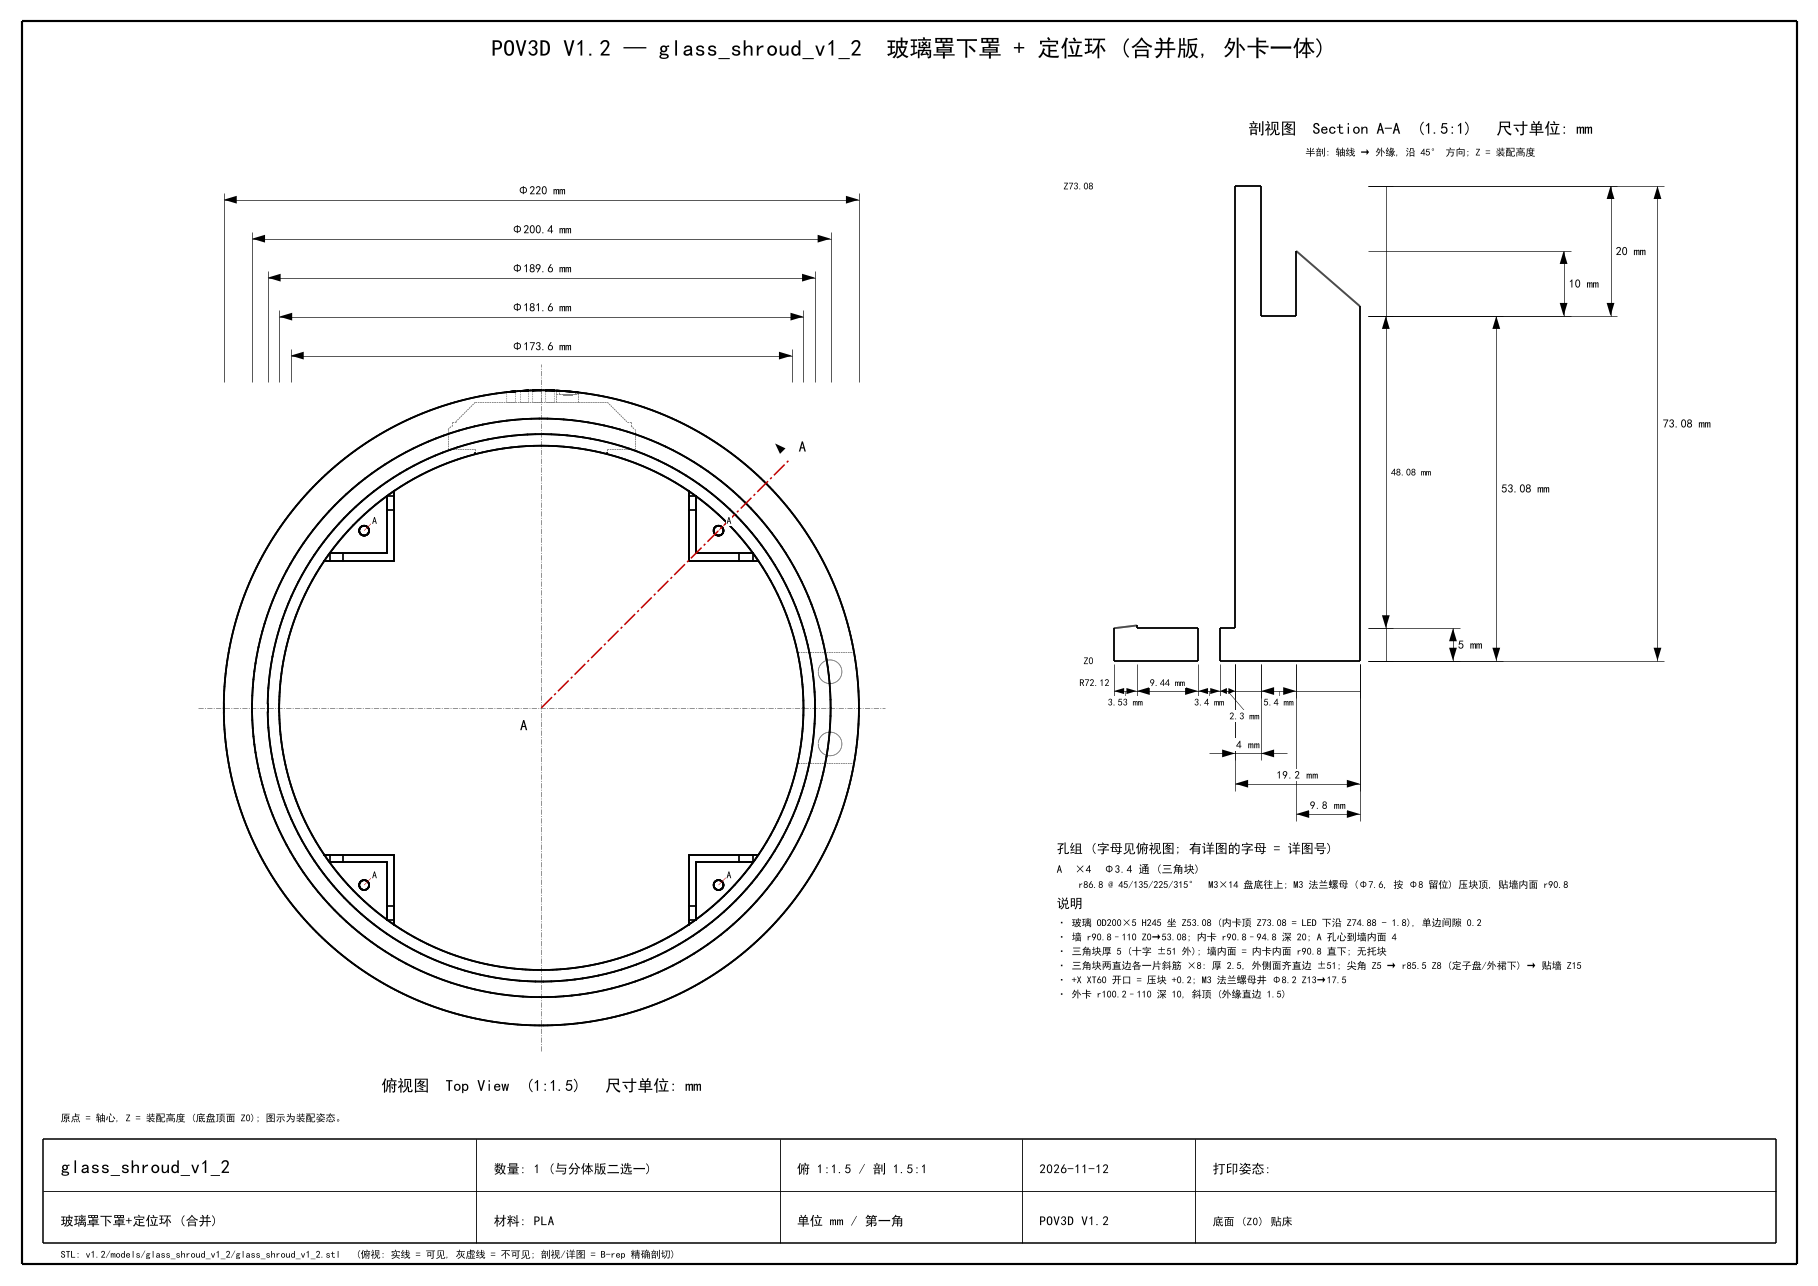 POV3D V1.2 — glass_shroud_v1_2 玻璃罩下罩 + 定位环 (合并版, 外卡一体)
剖视图 Section A-A (1.5:1) 尺寸单位: mm
半剖: 轴线 → 外缘, 沿 45° 方向; Z = 装配高度
Φ220 mm
Φ200.4 mm
Φ189.6 mm
Φ181.6 mm
Φ173.6 mm
A
A
A
A
A
A
Z73.08
20 mm
10 mm
73.08 mm
48.08 mm
53.08 mm
5 mm
Z0
R72.12
9.44 mm
3.53 mm
3.4 mm
5.4 mm
2.3 mm
4 mm
19.2 mm
9.8 mm
孔组 (字母见俯视图; 有详图的字母 = 详图号)
A ×4 Φ3.4 通 (三角块)
r86.8 @ 45/135/225/315° M3×14 盘底往上; M3 法兰螺母 (Φ7.6, 按 Φ8 留位) 压块顶, 贴墙内面 r90.8
说明
· 玻璃 OD200×5 H245 坐 Z53.08 (内卡顶 Z73.08 = LED 下沿 Z74.88 - 1.8), 单边间隙 0.2
· 墙 r90.8–110 Z0→53.08; 内卡 r90.8–94.8 深 20; A 孔心到墙内面 4
· 三角块厚 5 (十字 ±51 外); 墙内面 = 内卡内面 r90.8 直下; 无托块
· 三角块两直边各一片斜筋 ×8: 厚 2.5, 外侧面齐直边 ±51; 尖角 Z5 → r85.5 Z8 (定子盘/外裙下) → 贴墙 Z15
· +X XT60 开口 = 压块 +0.2; M3 法兰螺母井 Φ8.2 Z13→17.5
· 外卡 r100.2–110 深 10, 斜顶 (外缘直边 1.5)
俯视图 Top View (1:1.5) 尺寸单位: mm
原点 = 轴心, Z = 装配高度 (底盘顶面 Z0); 图示为装配姿态。
glass_shroud_v1_2
数量: 1 (与分体版二选一)
俯 1:1.5 / 剖 1.5:1
2026-11-12
打印姿态:
玻璃罩下罩+定位环 (合并)
材料: PLA
单位 mm / 第一角
POV3D V1.2
底面 (Z0) 贴床
STL: v1.2/models/glass_shroud_v1_2/glass_shroud_v1_2.stl (俯视: 实线 = 可见, 灰虚线 = 不可见; 剖视/详图 = B-rep 精确剖切)